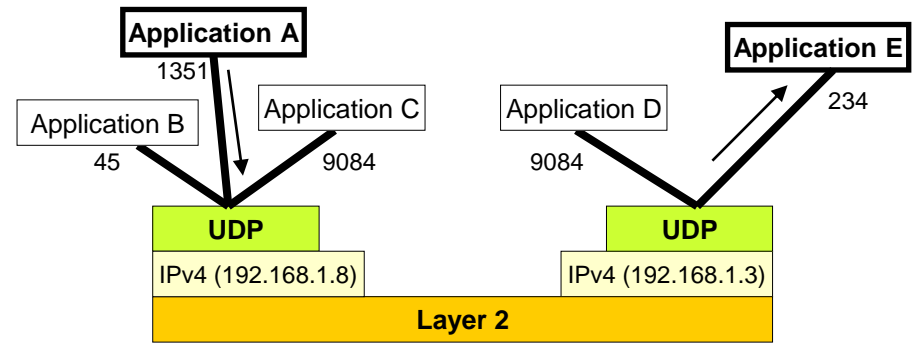 Application A
Application E
1351
234
Application B
Application C
Application D
45
9084
9084
UDP
UDP
IPv4 (192.168.1.8)
IPv4 (192.168.1.3)
Layer 2